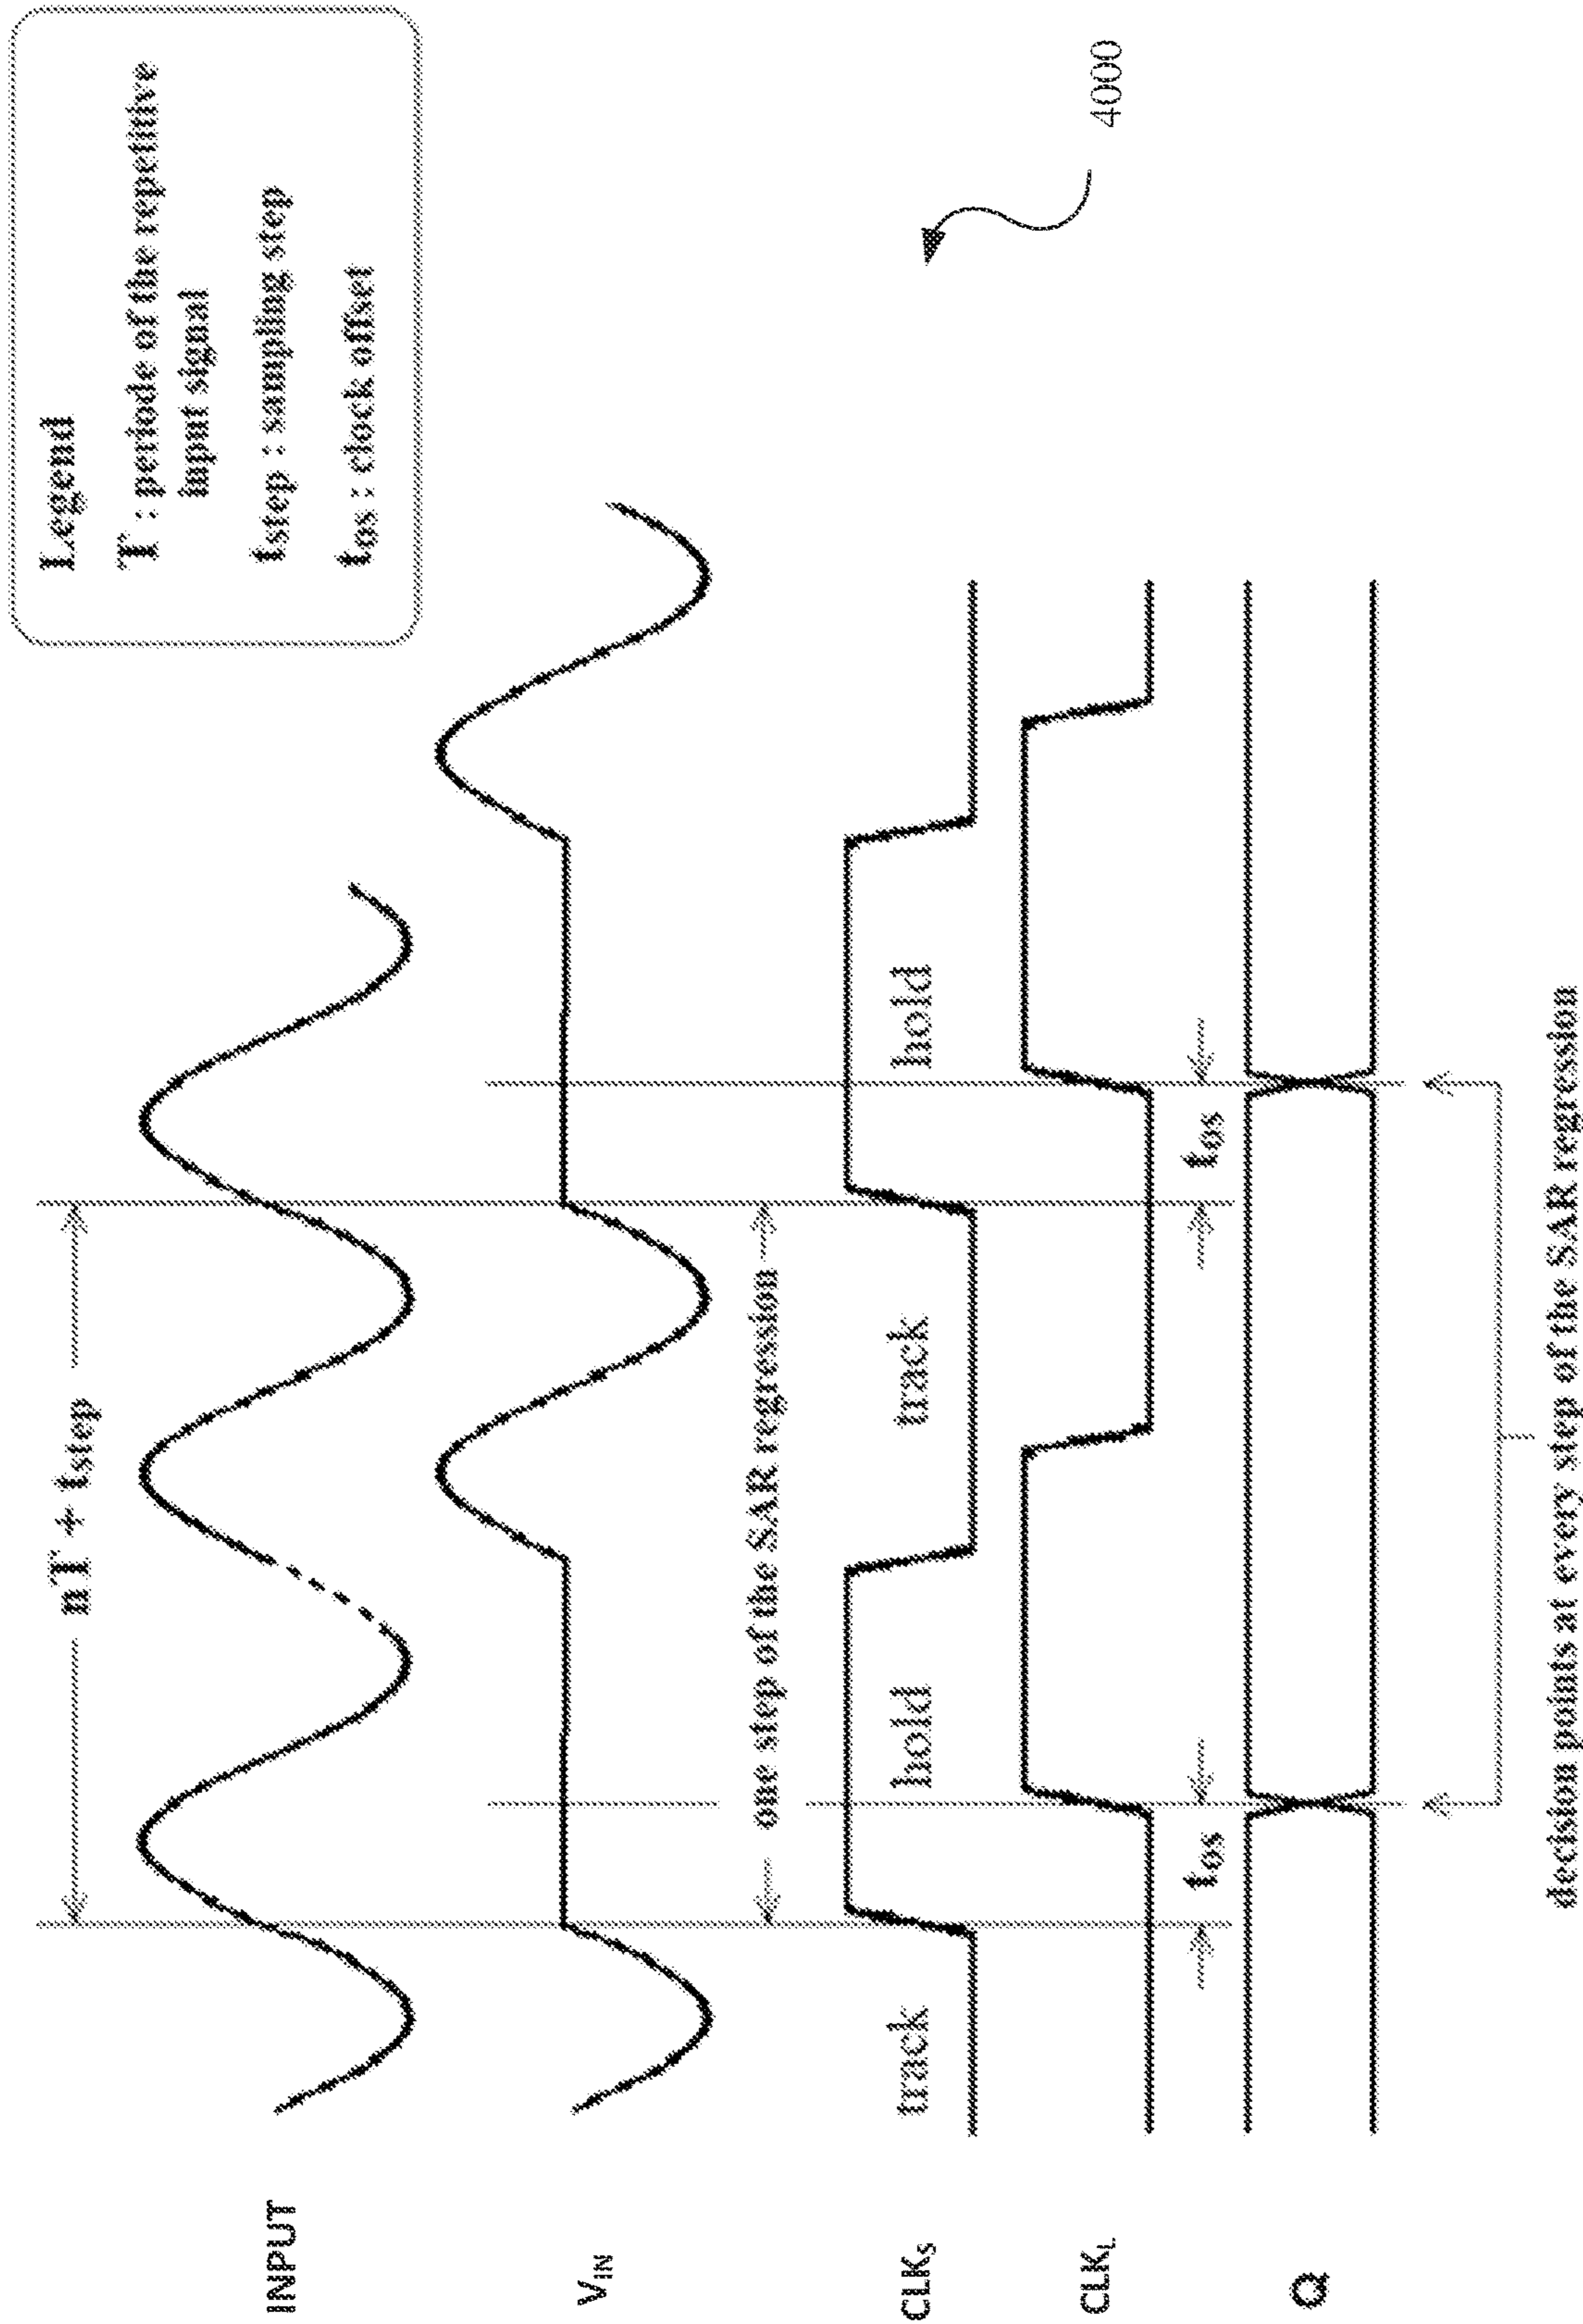 Legend
T : periode of the repetitive
input signal
tstep : sampling step
tos : clock offset
nT + tstep
INPUT
VIN
one step of the SAR regression
track
hold
track
hold
CLKS
CLKL
tos
tos
Q
decision points at every step of the SAR regression
4000